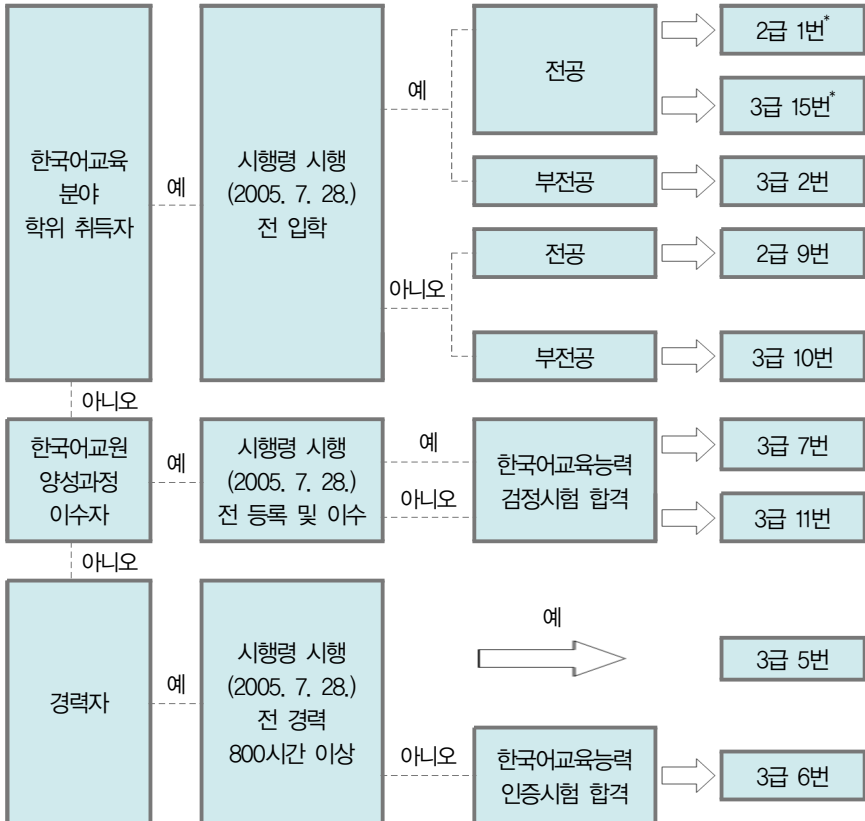 한국어교육
분야
학위 취득자
예
시행령 시행
(2005. 7. 28.)
전 입학
예
전공
2급 1번*
3급 15번*
부전공
3급 2번
아니오
전공
2급 9번
부전공
3급 10번
아니오
한국어교원
양성과정
이수자
예
시행령 시행
(2005. 7. 28.)
전 등록 및 이수
예
아니오
한국어교육능력
검정시험 합격
3급 7번
3급 11번
아니오
경력자
예
시행령 시행
(2005. 7. 28.)
전 경력
800시간 이상
예
3급 5번
아니오
한국어교육능력
인증시험 합격
3급 6번